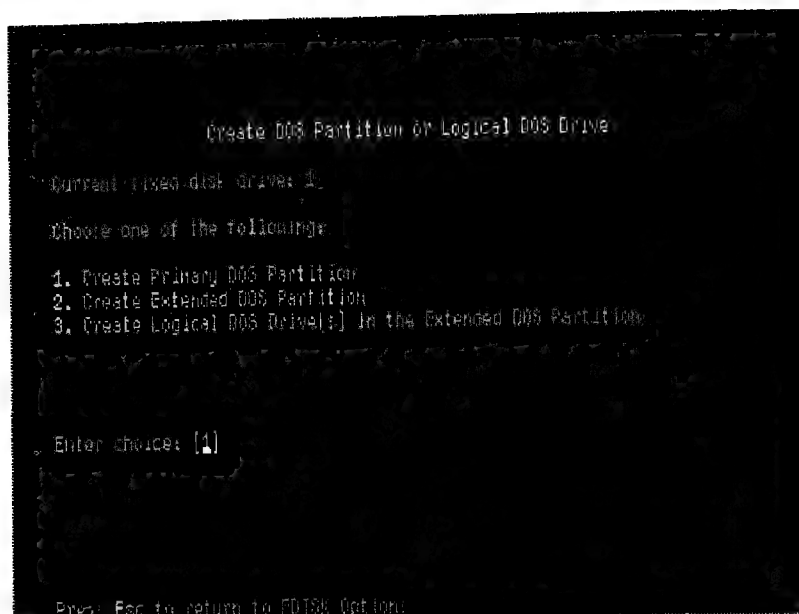 Create DOS Partition or Logical DOS Drive
Current fixed disk drive: 1
Choose one of the following:
1. Create Primary DOS Partition
2. Create Extended DOS Partition
3. Create Logical DOS Drive(s) in the Extended DOS Partition
Enter choice: [1]
Press Esc to return to FDISK Options